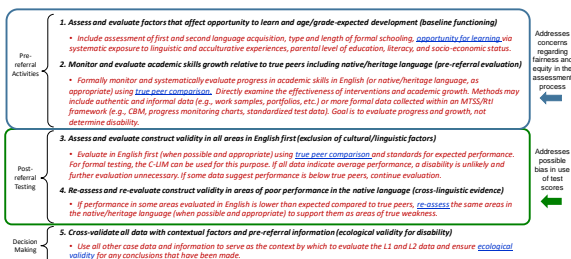 1. Assess and evaluate factors that affect opportunity to learn and age/grade-expected development (baseline functioning)
• Include assessment of first and second language acquisition, type and length of formal schooling, opportunity for learning via
systematic exposure to linguistic and acculturative experiences, parental level of education, literacy, and socio-economic status.
Pre-
referral
Activities
2. Monitor and evaluate academic skills growth relative to true peers including native/heritage language (pre-referral evaluation)
• Formally monitor and systematically evaluate progress in academic skills in English (or native/heritage language, as
appropriate) using true peer comparison. Directly examine the effectiveness of interventions and academic growth. Methods may
include authentic and informal data (e.g., work samples, portfolios, etc.) or more formal data collected within an MTSS/RtI
framework (e.g., CBM, progress monitoring charts, standardized test data). Goal is to evaluate progress and growth, not
determine disability.
Addresses
concerns
regarding
fairness and
equity in the
assessment
process
3. Assess and evaluate construct validity in all areas in English first (exclusion of cultural/linguistic factors)
• Evaluate in English first (when possible and appropriate) using true peer comparison and standards for expected performance.
For formal testing, the C-LIM can be used for this purpose. If all data indicate average performance, a disability is unlikely and
further evaluation unnecessary. If some data suggest performance is below true peers, continue evaluation.
Post-
referral
Testing
4. Re-assess and re-evaluate construct validity in areas of poor performance in the native language (cross-linguistic evidence)
• If performance in some areas evaluated in English is lower than expected compared to true peers, re-assess the same areas in
the native/heritage language (when possible and appropriate) to support them as areas of true weakness.
Addresses
possible
bias in use
of test
scores
Decision
Making
5. Cross-validate all data with contextual factors and pre-referral information (ecological validity for disability)
• Use all other case data and information to serve as the context by which to evaluate the L1 and L2 data and ensure ecological
validity for any conclusions that have been made.